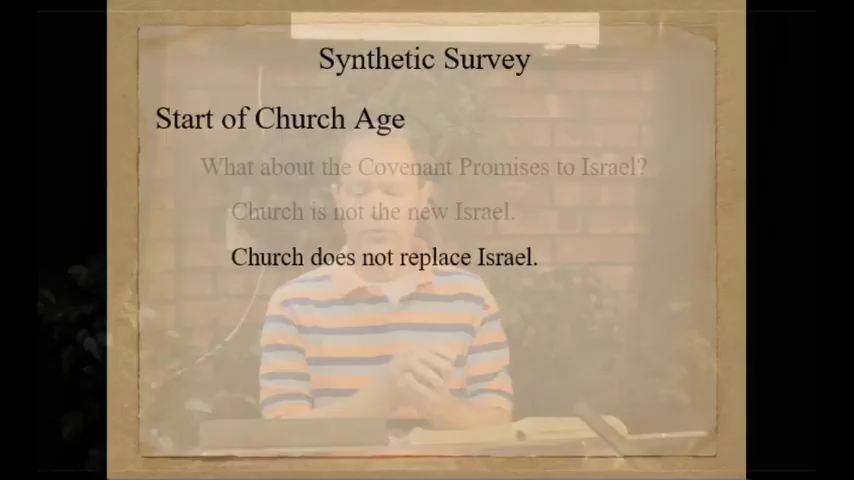 Synthetic Survey
Start of Church Age
What about the Covenant Promises to Israel?
Church is not the new Israel.
Church does not replace Israel.